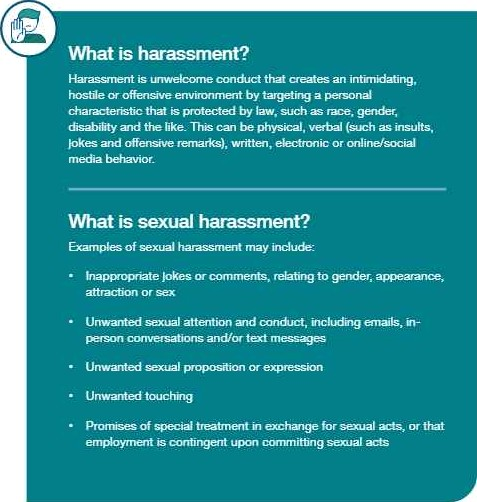 What is harassment?
Harassment is unwelcome conduct that creates an intimidating,
hostile or offensive environment by targeting a personal
characteristic that is protected by law, such as race, gender,
disability and the like. This can be physical, verbal (such as insults,
jokes and offensive remarks), written, electronic or online/social
media behavior.
What is sexual harassment?
Examples of sexual harassment may include:
• Inappropriate jokes or comments, relating to gender, appearance,
attraction or sex
• Unwanted sexual attention and conduct, including emails, in-
person conversations and/or text messages
• Unwanted sexual proposition or expression
• Unwanted touching
• Promises of special treatment in exchange for sexual acts, or that
employment is contingent upon committing sexual acts